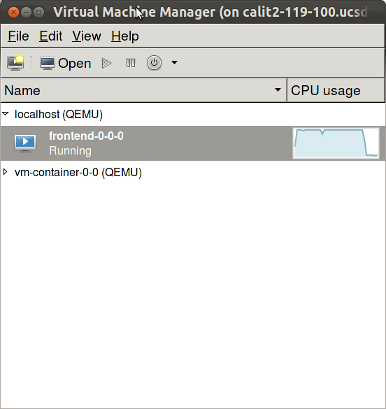 Virtual Machine Manager (on calit2-119-100.ucsd
File Edit View Help
Open
Name CPU usage
localhost (QEMU)
frontend-0-0-0
Running
vm-container-0-0 (QEMU)